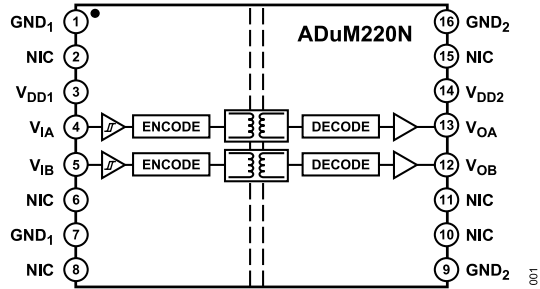 ADuM220N
GND1 1
NIC 2
VDD1 3
VIA 4 ENCODE DECODE 13 VOA
VIB 5 ENCODE DECODE 12 VOB
NIC 6
GND1 7
NIC 8
16 GND2
15 NIC
14 VDD2
11 NIC
10 NIC
9 GND2
001